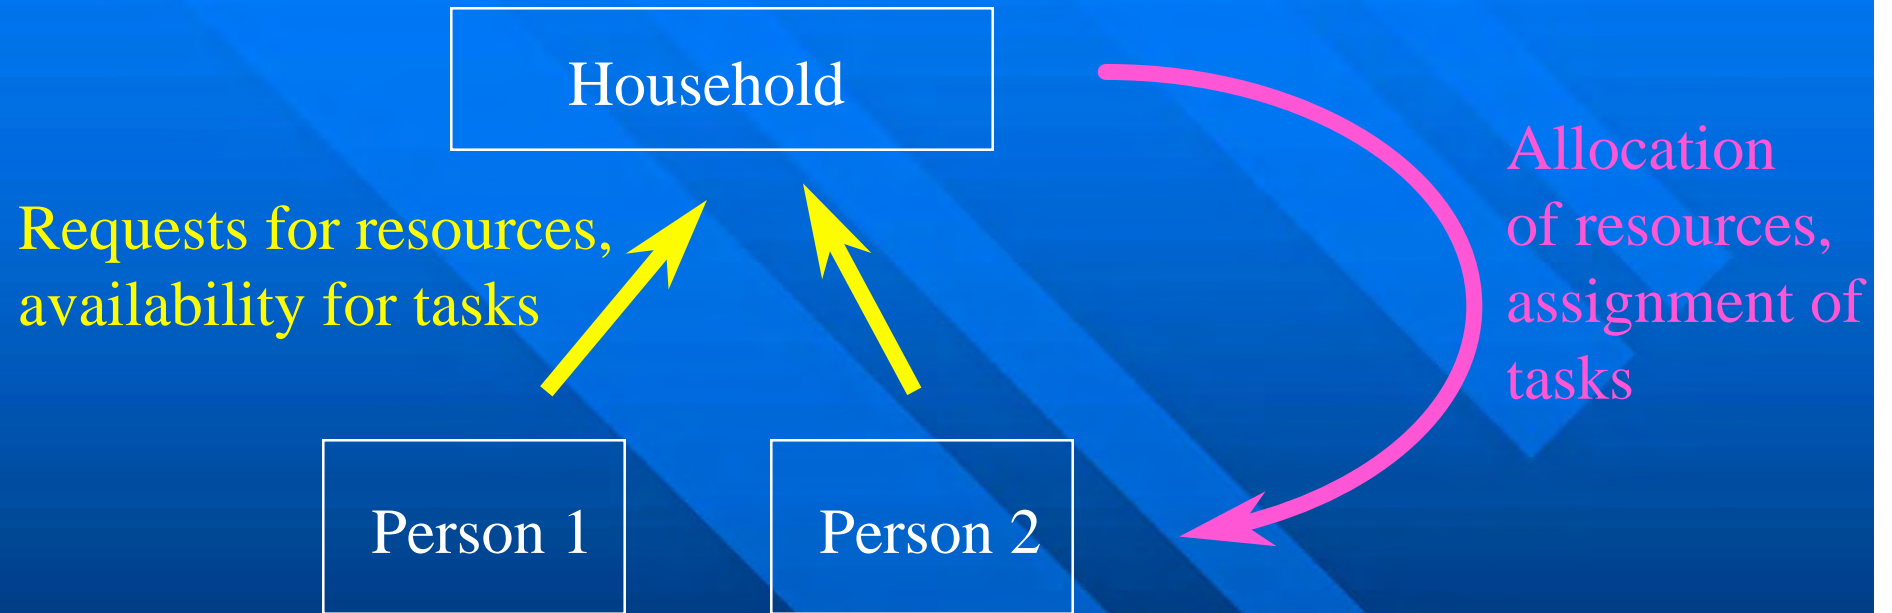 Household
Requests for resources,
availability for tasks
Allocation
of resources,
assignment of
tasks
Person 1
Person 2